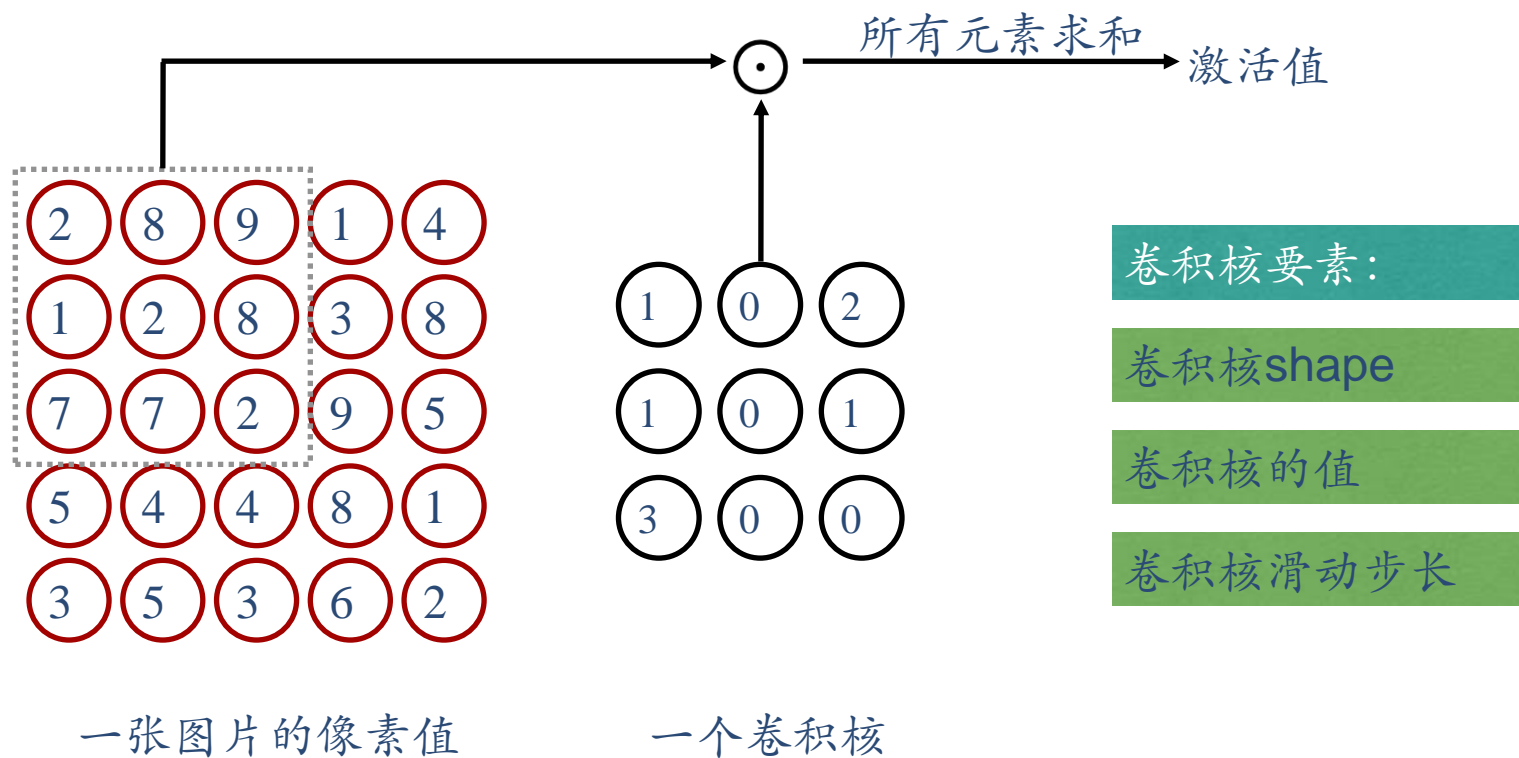 所有元素求和
激活值
2 8 9 1 4
1 2 8 3 8
7 7 2 9 5
5 4 4 8 1
3 5 3 6 2
一张图片的像素值
1 0 2
1 0 1
3 0 0
一个卷积核
卷积核要素:
卷积核shape
卷积核的值
卷积核滑动步长